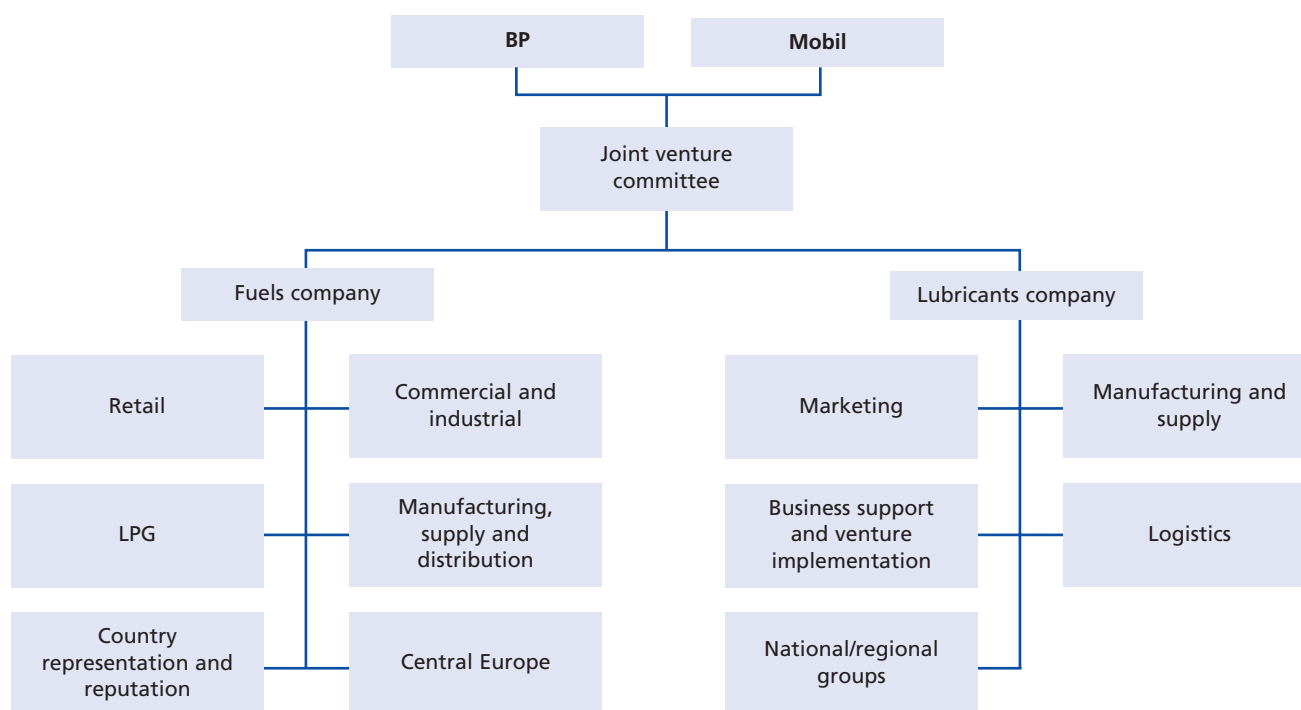 BP
Mobil
Joint venture
committee
Fuels company
Lubricants company
Retail
Commercial and
industrial
Marketing
Manufacturing and
supply
LPG
Manufacturing,
supply and
distribution
Business support
and venture
implementation
Logistics
Country
representation and
reputation
Central Europe
National/regional
groups